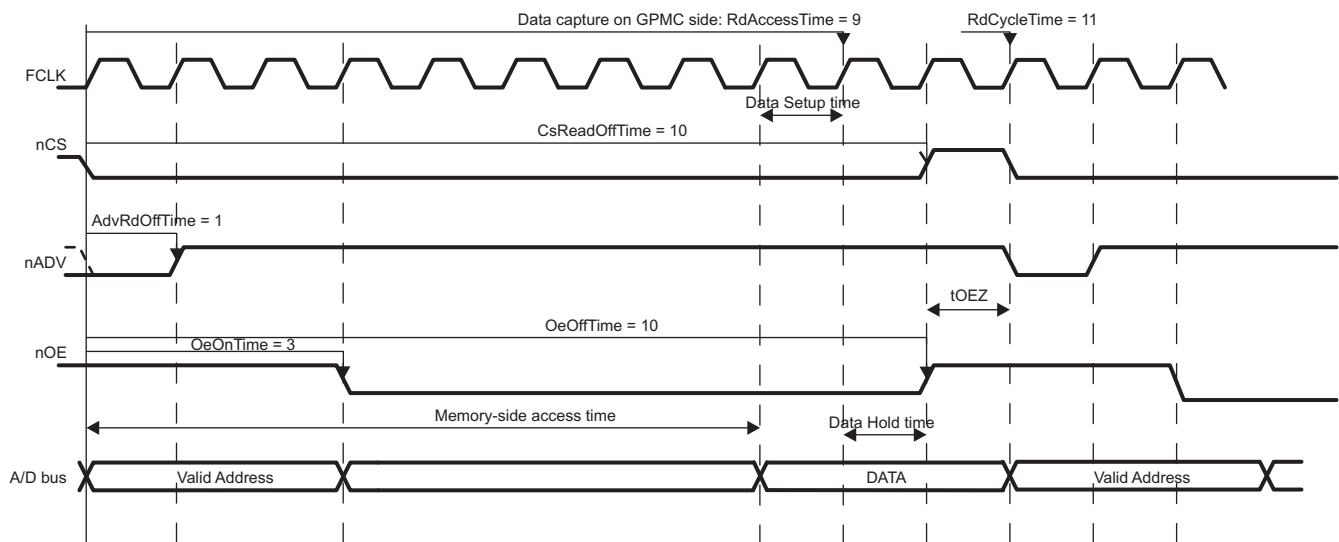 Data capture on GPMC side: RdAccessTime = 9
RdCycleTime = 11
FCLK
Data Setup time
CsReadOffTime = 10
nCS
AdvRdOffTime = 1
nADV
tOEZ
OeOffTime = 10
OeOnTime = 3
nOE
Memory-side access time
Data Hold time
A/D bus
Valid Address
DATA
Valid Address